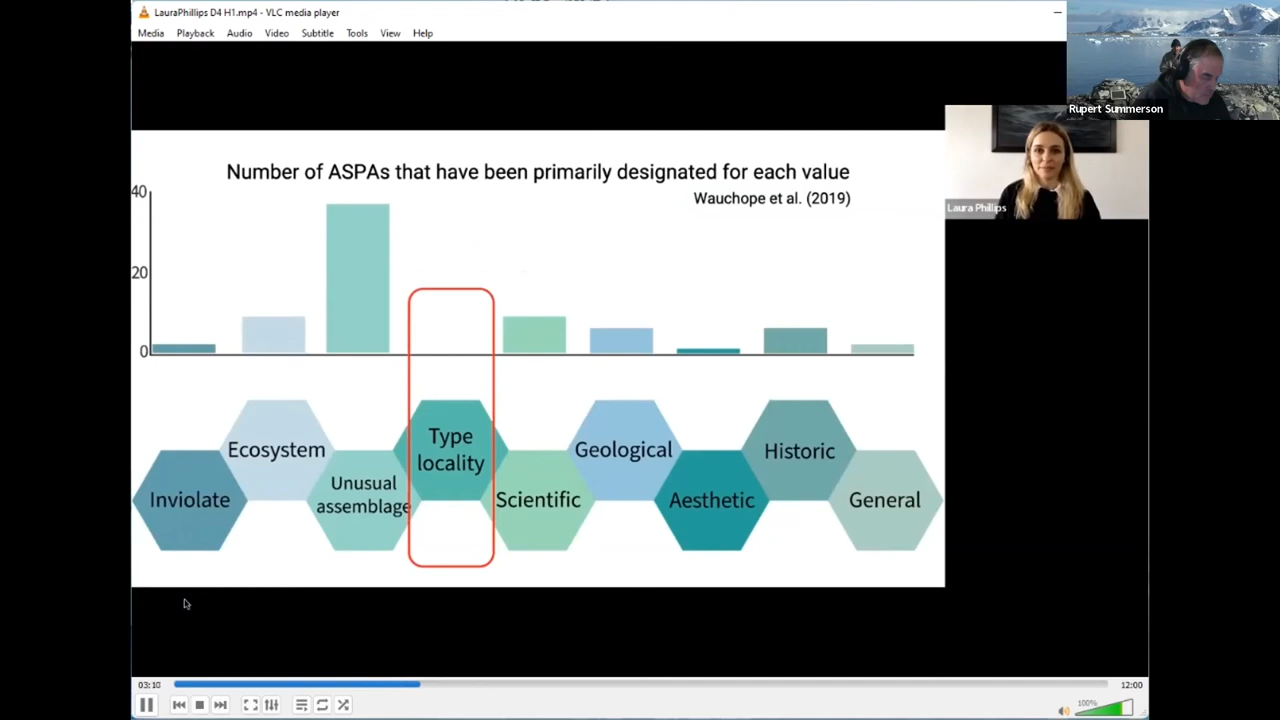 LauraPhillips D4 H1.mp4 - VLC media player
Media Playback Audio Video Subtitle Tools View Help
Rupert Summerson
Laura Phillips
Number of ASPAs that have been primarily designated for each value
Wauchope et al. (2019)
40
20
0
Inviolate
Ecosystem
Unusual
assemblage
Type
locality
Scientific
Geological
Aesthetic
Historic
General
03:10
12:00
100%